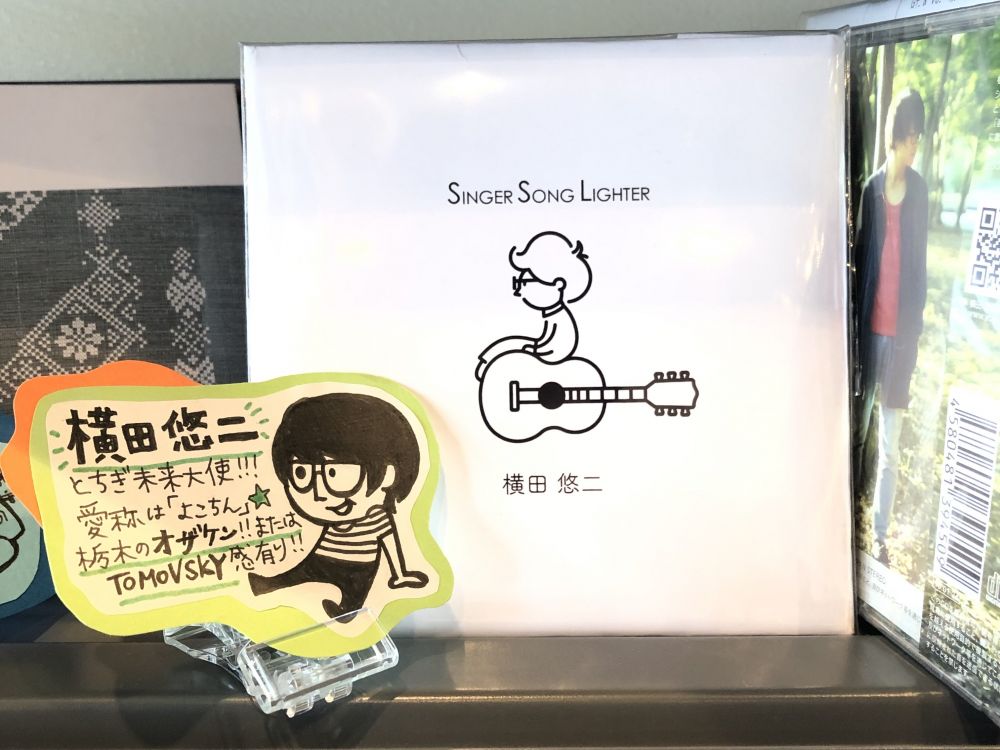 SINGER SONG LIGHTER
横田 悠二
横田 悠二
とちぎ未来大使!!!
愛称は「よこちん」
栃木のオザケン!!または
TOMOVSKY感有り!!
STEREO